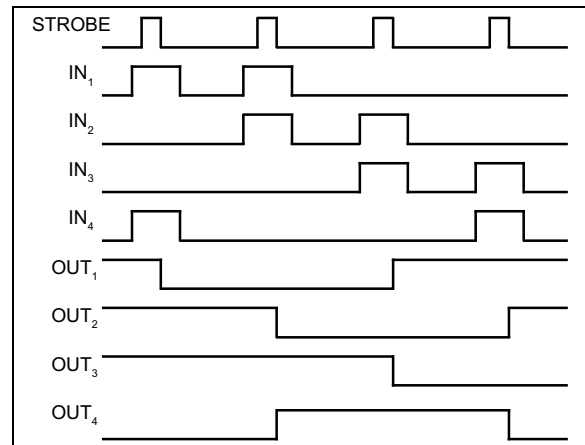 STROBE
IN₁
IN₂
IN₃
IN₄
OUT₁
OUT₂
OUT₃
OUT₄